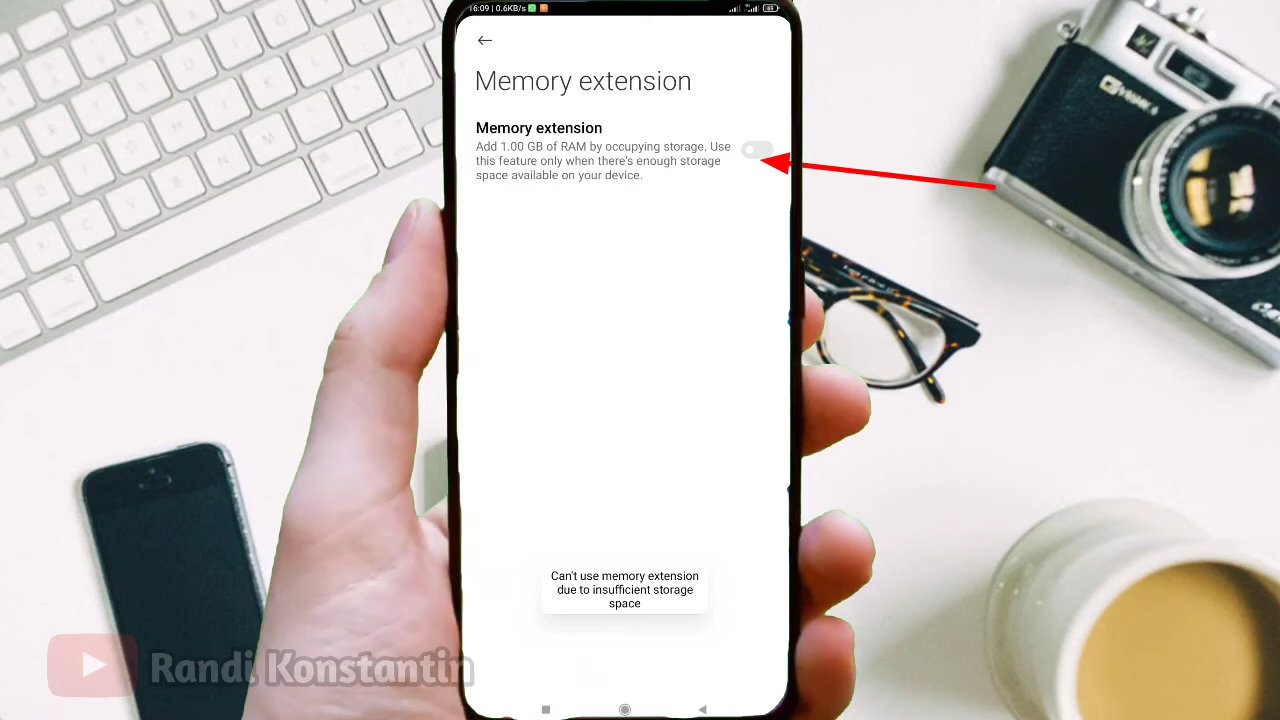 16:09 | 0.6KB/s
Memory extension
Memory extension
Add 1.00 GB of RAM by occupying storage. Use
this feature only when there's enough storage
space available on your device.
Can't use memory extension
due to insufficient storage
space
Randi Konstantin